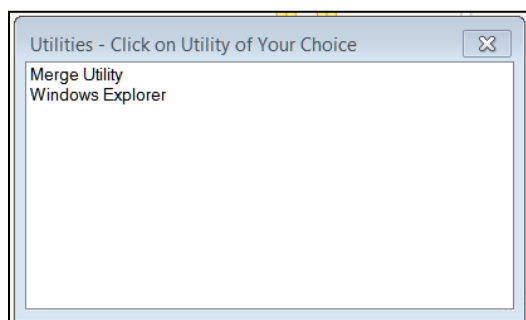 Utilities - Click on Utility of Your Choice
Merge Utility
Windows Explorer